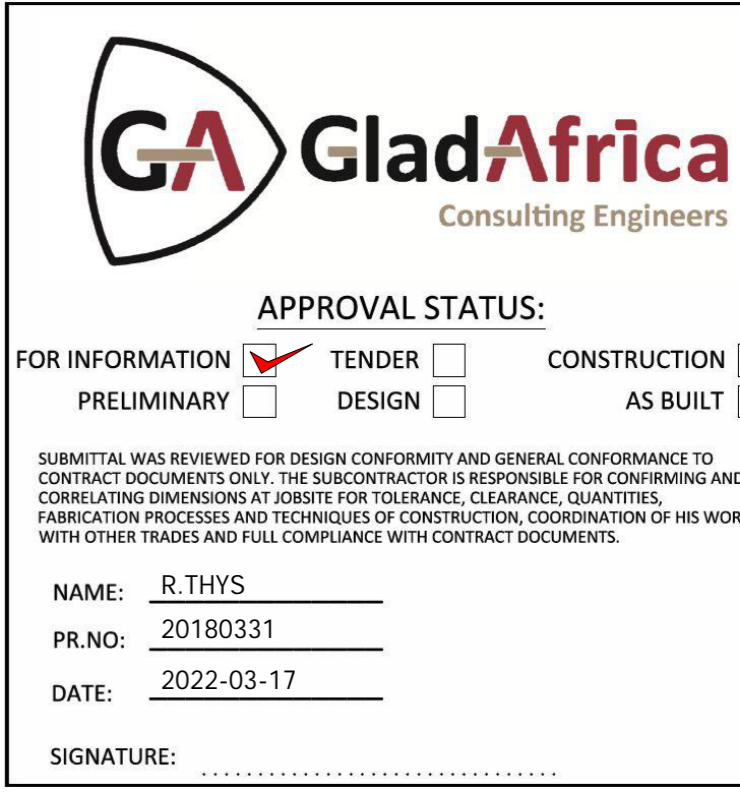 GA GladAfrica
Consulting Engineers
APPROVAL STATUS:
FOR INFORMATION TENDER CONSTRUCTION
PRELIMINARY DESIGN AS BUILT
SUBMITTAL WAS REVIEWED FOR DESIGN CONFORMITY AND GENERAL CONFORMANCE TO
CONTRACT DOCUMENTS ONLY. THE SUBCONTRACTOR IS RESPONSIBLE FOR CONFIRMING AND
CORRELATING DIMENSIONS AT JOBSITE FOR TOLERANCE, CLEARANCE, QUANTITIES,
FABRICATION PROCESSES AND TECHNIQUES OF CONSTRUCTION, COORDINATION OF HIS WOR
WITH OTHER TRADES AND FULL COMPLIANCE WITH CONTRACT DOCUMENTS.
NAME: R.THYS
PR.NO: 20180331
DATE: 2022-03-17
SIGNATURE: ................................